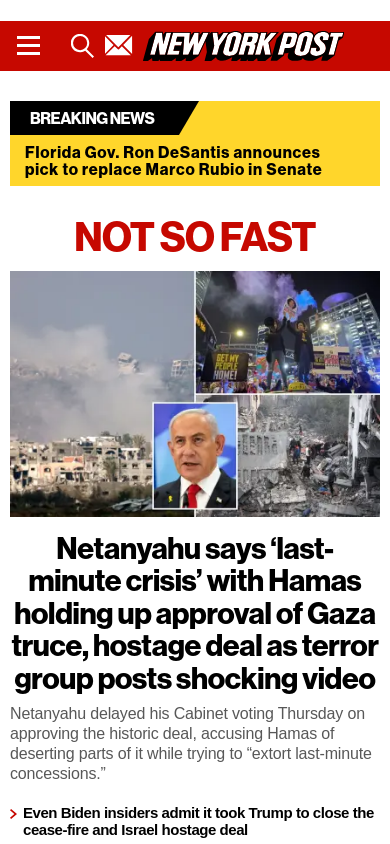 NEW YORK POST
BREAKING NEWS
Florida Gov. Ron DeSantis announces
pick to replace Marco Rubio in Senate
NOT SO FAST
GET MY
PEOPLE
HOME!
Netanyahu says ‘last-
minute crisis’ with Hamas
holding up approval of Gaza
truce, hostage deal as terror
group posts shocking video
Netanyahu delayed his Cabinet voting Thursday on
approving the historic deal, accusing Hamas of
deserting parts of it while trying to “extort last-minute
concessions.”
Even Biden insiders admit it took Trump to close the
cease-fire and Israel hostage deal